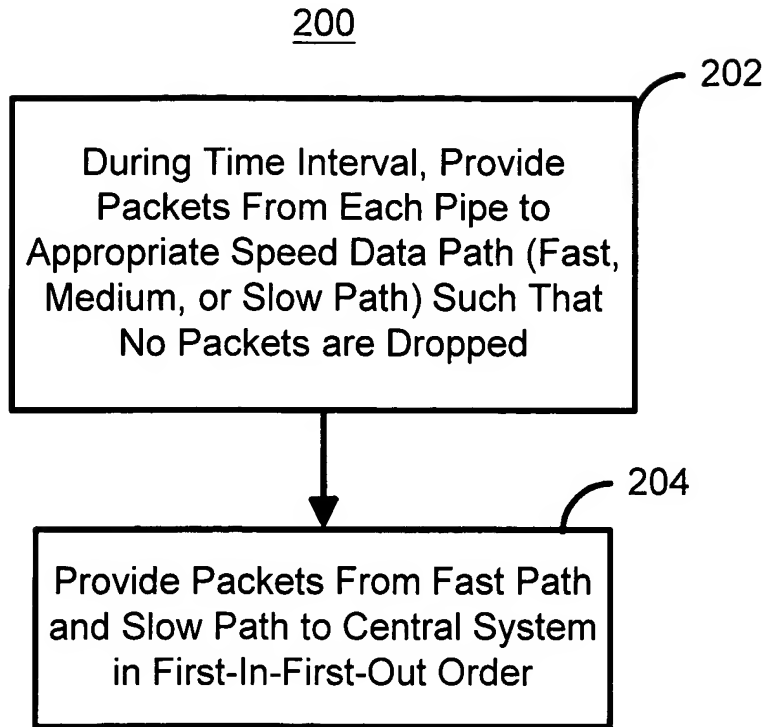 200
202
During Time Interval, Provide
Packets From Each Pipe to
Appropriate Speed Data Path (Fast,
Medium, or Slow Path) Such That
No Packets are Dropped
204
Provide Packets From Fast Path
and Slow Path to Central System
in First-In-First-Out Order